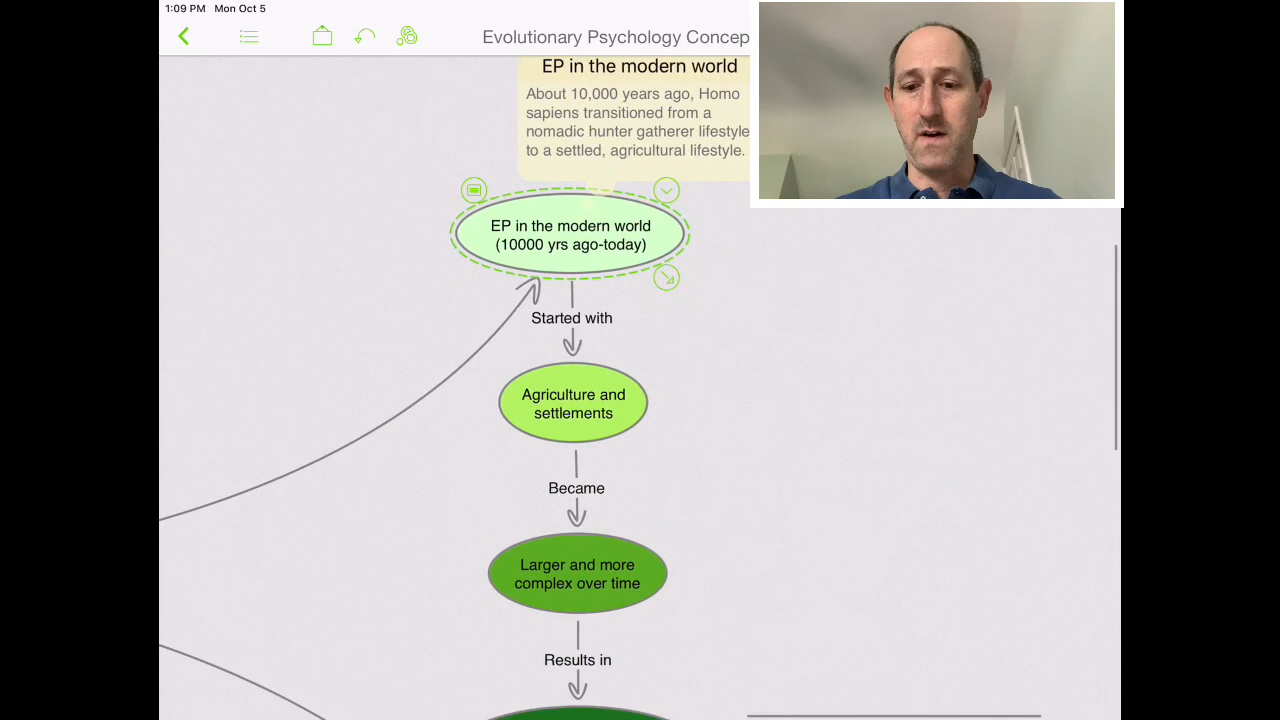 1:09 PM Mon Oct 5
Evolutionary Psychology Concep
EP in the modern world
About 10,000 years ago, Homo
sapiens transitioned from a
nomadic hunter gatherer lifestyle
to a settled, agricultural lifestyle.
EP in the modern world
(10000 yrs ago-today)
Started with
Agriculture and
settlements
Became
Larger and more
complex over time
Results in